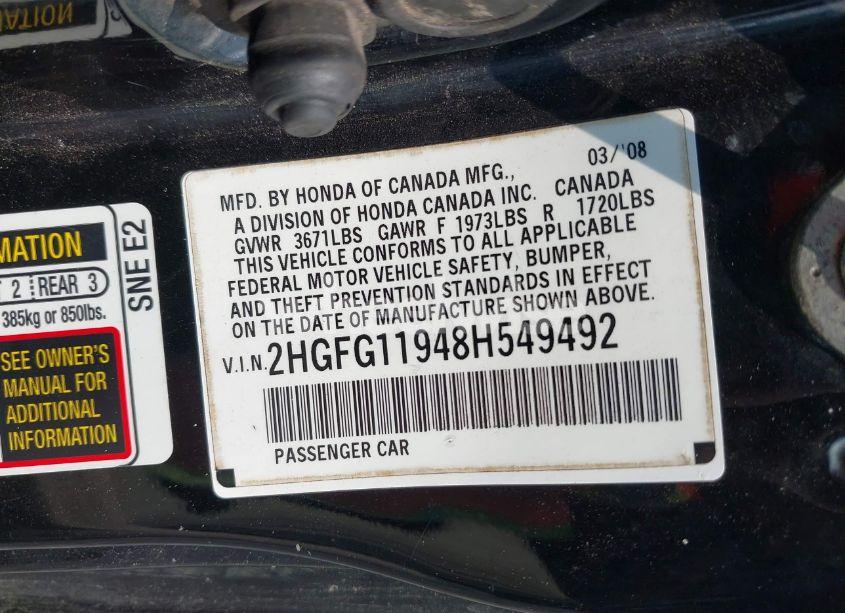 03/'08
MFD. BY HONDA OF CANADA MFG.,
A DIVISION OF HONDA CANADA INC. CANADA
GVWR 3671LBS GAWR F 1973LBS R 1720LBS
THIS VEHICLE CONFORMS TO ALL APPLICABLE
FEDERAL MOTOR VEHICLE SAFETY, BUMPER,
AND THEFT PREVENTION STANDARDS IN EFFECT
ON THE DATE OF MANUFACTURE SHOWN ABOVE.
V.I.N. 2HGFG11948H549492
PASSENGER CAR
2 REAR 3
385kg or 850lbs.
SEE OWNER'S
MANUAL FOR
ADDITIONAL
INFORMATION
SNE E2